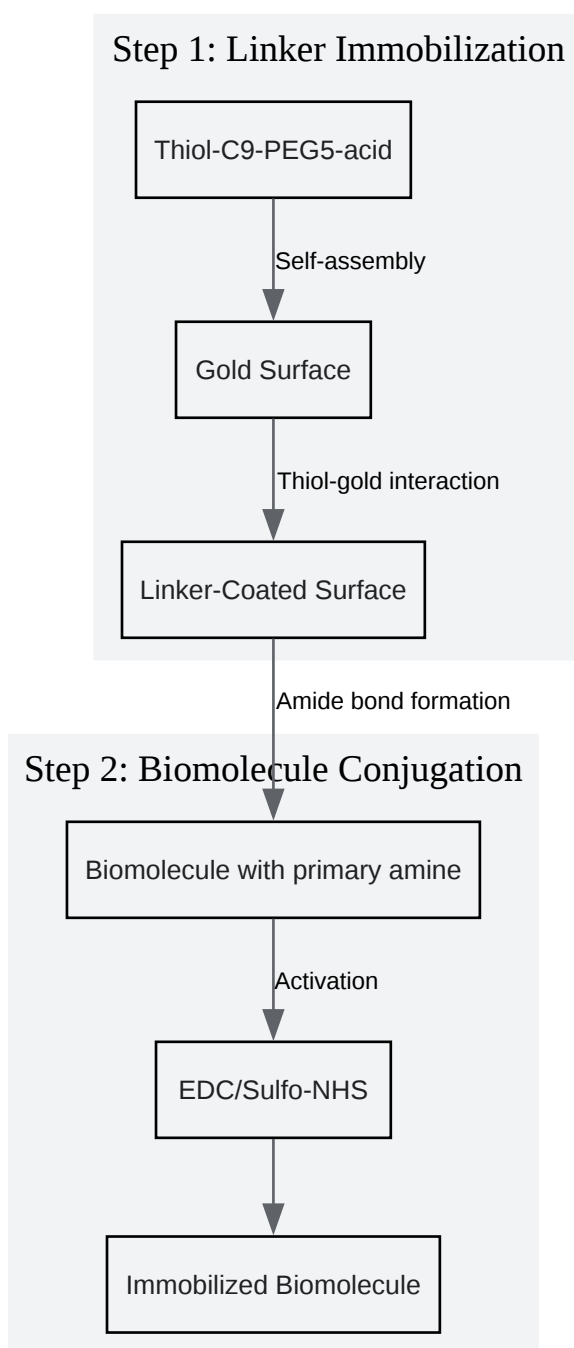 Step 1: Linker Immobilization
Thiol-C9-PEG5-acid
Self-assembly
Gold Surface
Thiol-gold interaction
Linker-Coated Surface
Amide bond formation
Step 2: Biomolecule Conjugation
Biomolecule with primary amine
Activation
EDC/Sulfo-NHS
Immobilized Biomolecule